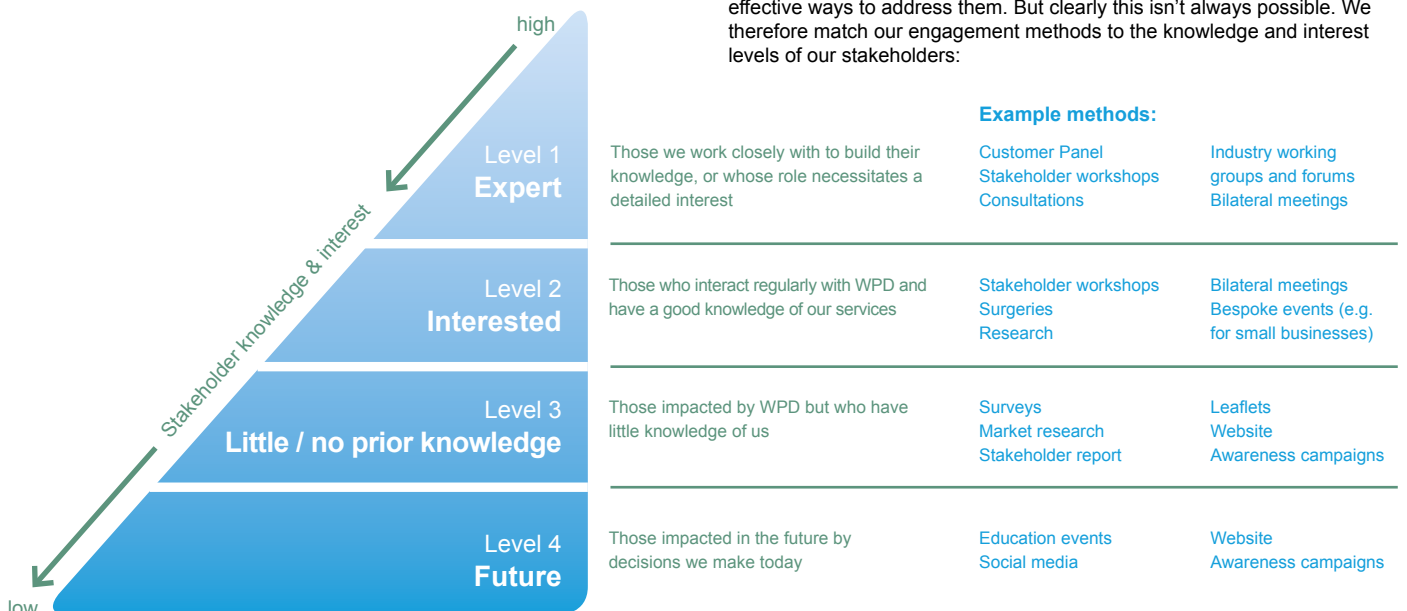 effective ways to address them. But clearly this isn't always possible. We
therefore match our engagement methods to the knowledge and interest
levels of our stakeholders:
high
Stakeholder knowledge & interest
low
Example methods:
Level 1
Expert
Those we work closely with to build their
knowledge, or whose role necessitates a
detailed interest
Customer Panel
Stakeholder workshops
Consultations
Industry working
groups and forums
Bilateral meetings
Level 2
Interested
Those who interact regularly with WPD and
have a good knowledge of our services
Stakeholder workshops
Surgeries
Research
Bilateral meetings
Bespoke events (e.g.
for small businesses)
Level 3
Little / no prior knowledge
Those impacted by WPD but who have
little knowledge of us
Surveys
Market research
Stakeholder report
Leaflets
Website
Awareness campaigns
Level 4
Future
Those impacted in the future by
decisions we make today
Education events
Social media
Website
Awareness campaigns